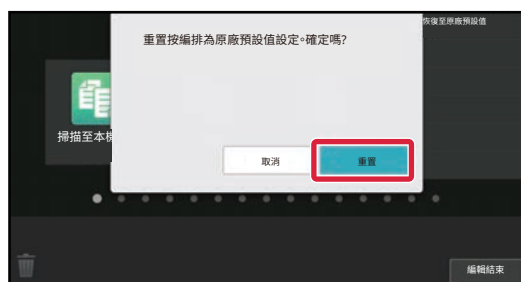 恢復至原廠預設值
重置按編排為原廠預設值設定。確定嗎?
掃描至本機
取消
重置
編輯結束